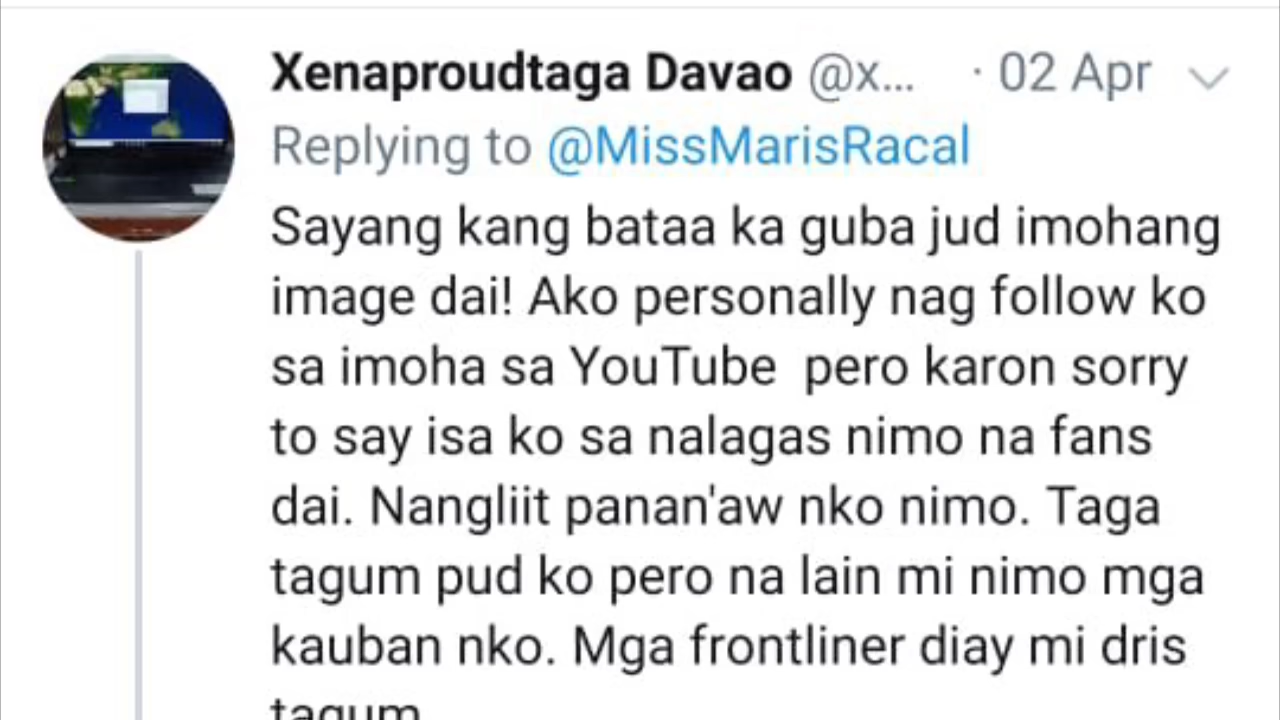 Xenaproudtaga Davao @x... · 02 Apr
Replying to @MissMarisRacal
Sayang kang bataa ka guba jud imohang
image dai! Ako personally nag follow ko
sa imoha sa YouTube pero karon sorry
to say isa ko sa nalagas nimo na fans
dai. Nangliit panan'aw nko nimo. Taga
tagum pud ko pero na lain mi nimo mga
kauban nko. Mga frontliner diay mi dris
tagum